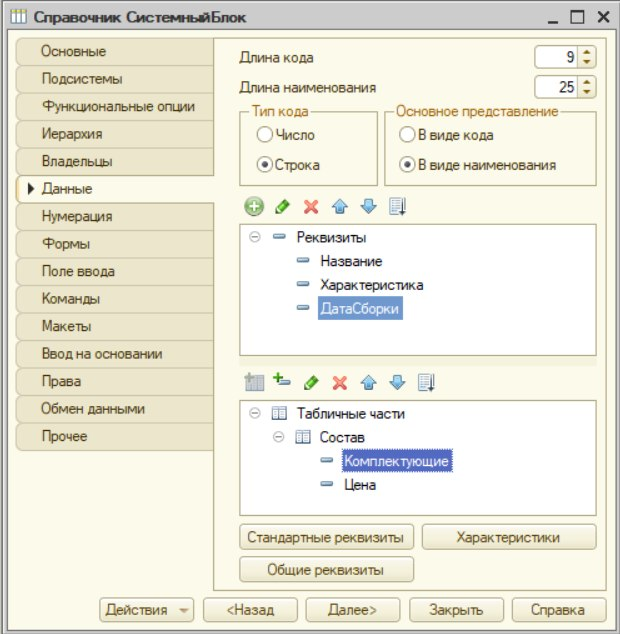 Справочник СистемныйБлок
Основные
Подсистемы
Функциональные опции
Иерархия
Владельцы
Данные
Нумерация
Формы
Поле ввода
Команды
Макеты
Ввод на основании
Права
Обмен данными
Прочее
Длина кода 9
Длина наименования 25
Тип кода
Число
Строка
Основное представление
В виде кода
В виде наименования
Реквизиты
Название
Характеристика
ДатаСборки
Табличные части
Состав
Комплектующие
Цена
Стандартные реквизиты Характеристики
Общие реквизиты
Действия <Назад Далее> Закрыть Справка